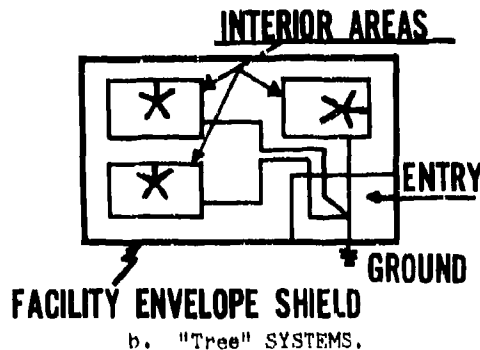 INTERIOR AREAS
ENTRY
GROUND
FACILITY ENVELOPE SHIELD
b. "Tree" SYSTEMS.